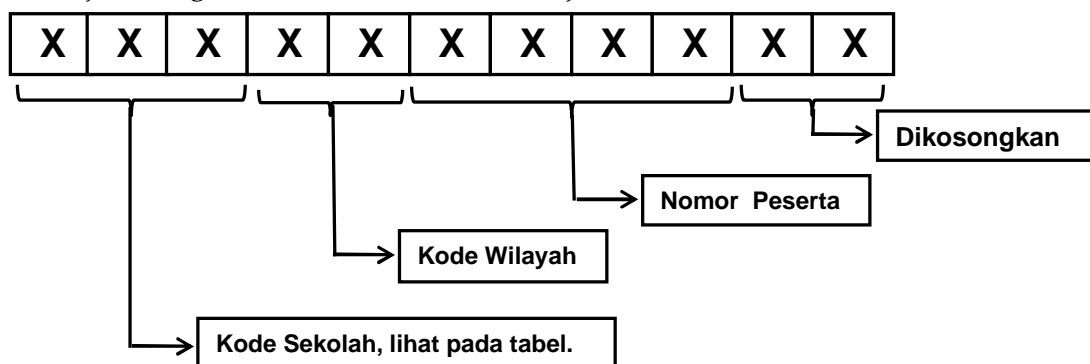 X X X X X X X X X X X
Dikosongkan
Nomor Peserta
Kode Wilayah
Kode Sekolah, lihat pada tabel.